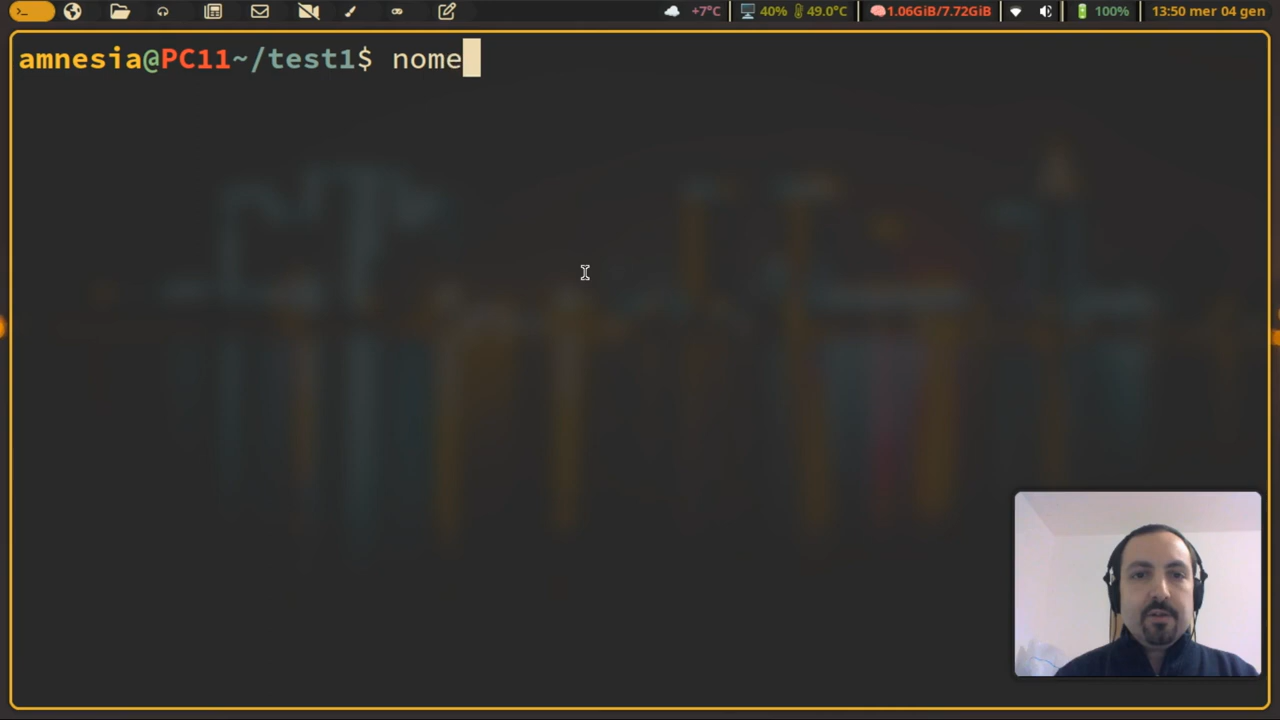 >_ +7°C 40% 49.0°C 1.06GiB/7.72GiB 100% 13:50 mer 04 gen
amnesia@PC11~/test1$ nome